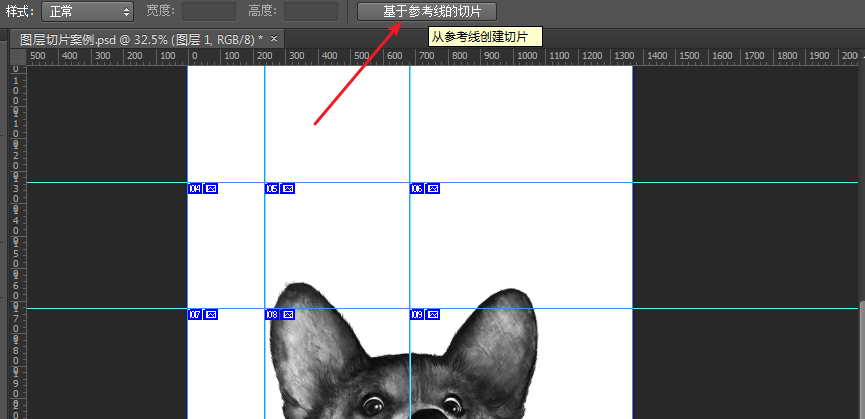 样式: 正常 宽度: 高度: 基于参考线的切片
从参考线创建切片
图层切片案例.psd @ 32.5% (图层 1, RGB/8) * ×
500 400 300 200 100 0 100 200 300 400 500 600 700 800 900 1000 1100 1200 1300 1400 1500 1600 1700 1800 1900 200
04 05 06
07 08 09